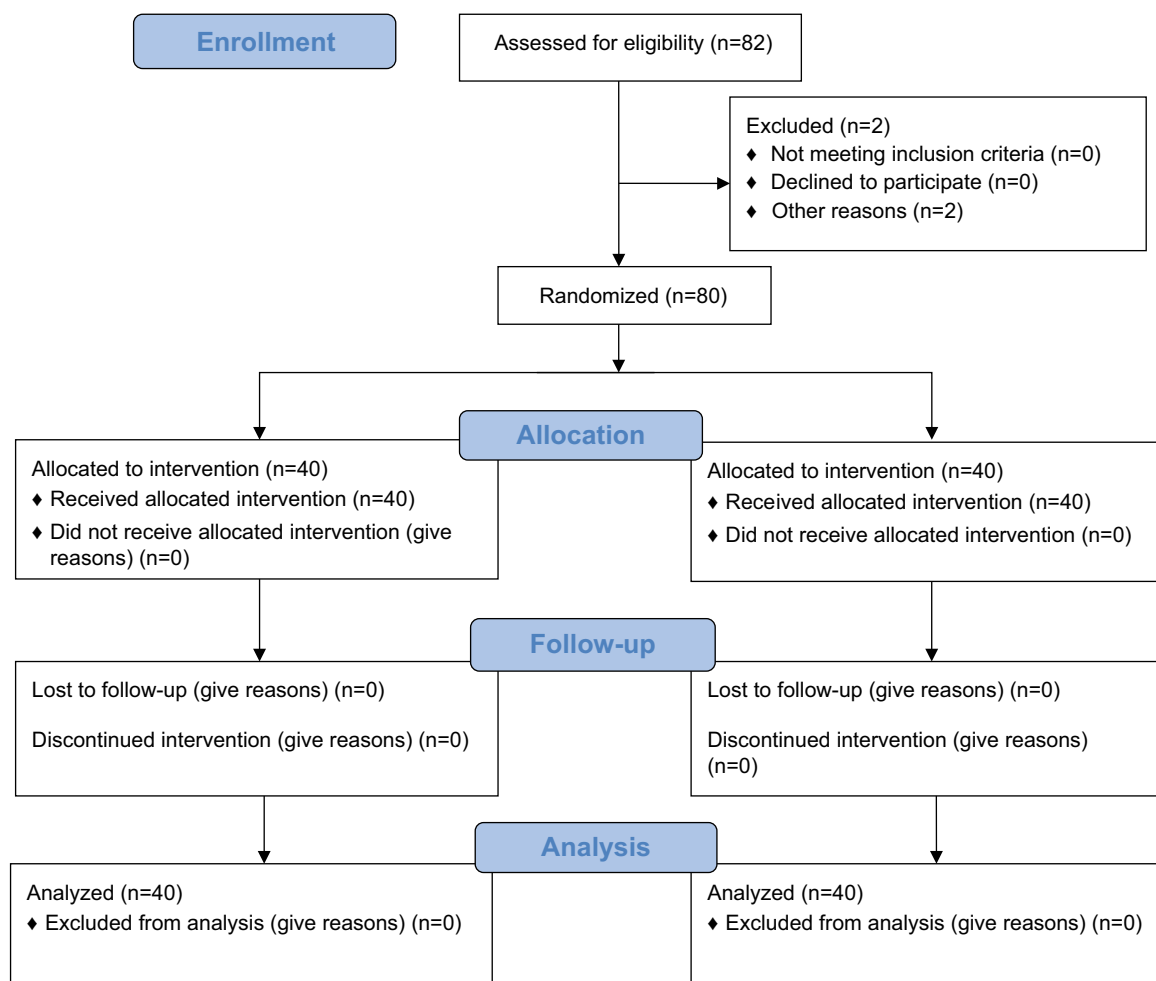 Enrollment
Assessed for eligibility (n=82)
Excluded (n=2)
♦ Not meeting inclusion criteria (n=0)
♦ Declined to participate (n=0)
♦ Other reasons (n=2)
Randomized (n=80)
Allocation
Allocated to intervention (n=40)
♦ Received allocated intervention (n=40)
♦ Did not receive allocated intervention (give
reasons) (n=0)
Allocated to intervention (n=40)
♦ Received allocated intervention (n=40)
♦ Did not receive allocated intervention (n=0)
Follow-up
Lost to follow-up (give reasons) (n=0)
Discontinued intervention (give reasons) (n=0)
Lost to follow-up (give reasons) (n=0)
Discontinued intervention (give reasons)
(n=0)
Analysis
Analyzed (n=40)
♦ Excluded from analysis (give reasons) (n=0)
Analyzed (n=40)
♦ Excluded from analysis (give reasons) (n=0)